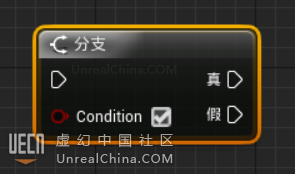 分支
UnrealChina.COM
真
Condition
假
UECN
虚幻中国社区
UnrealChina.COM